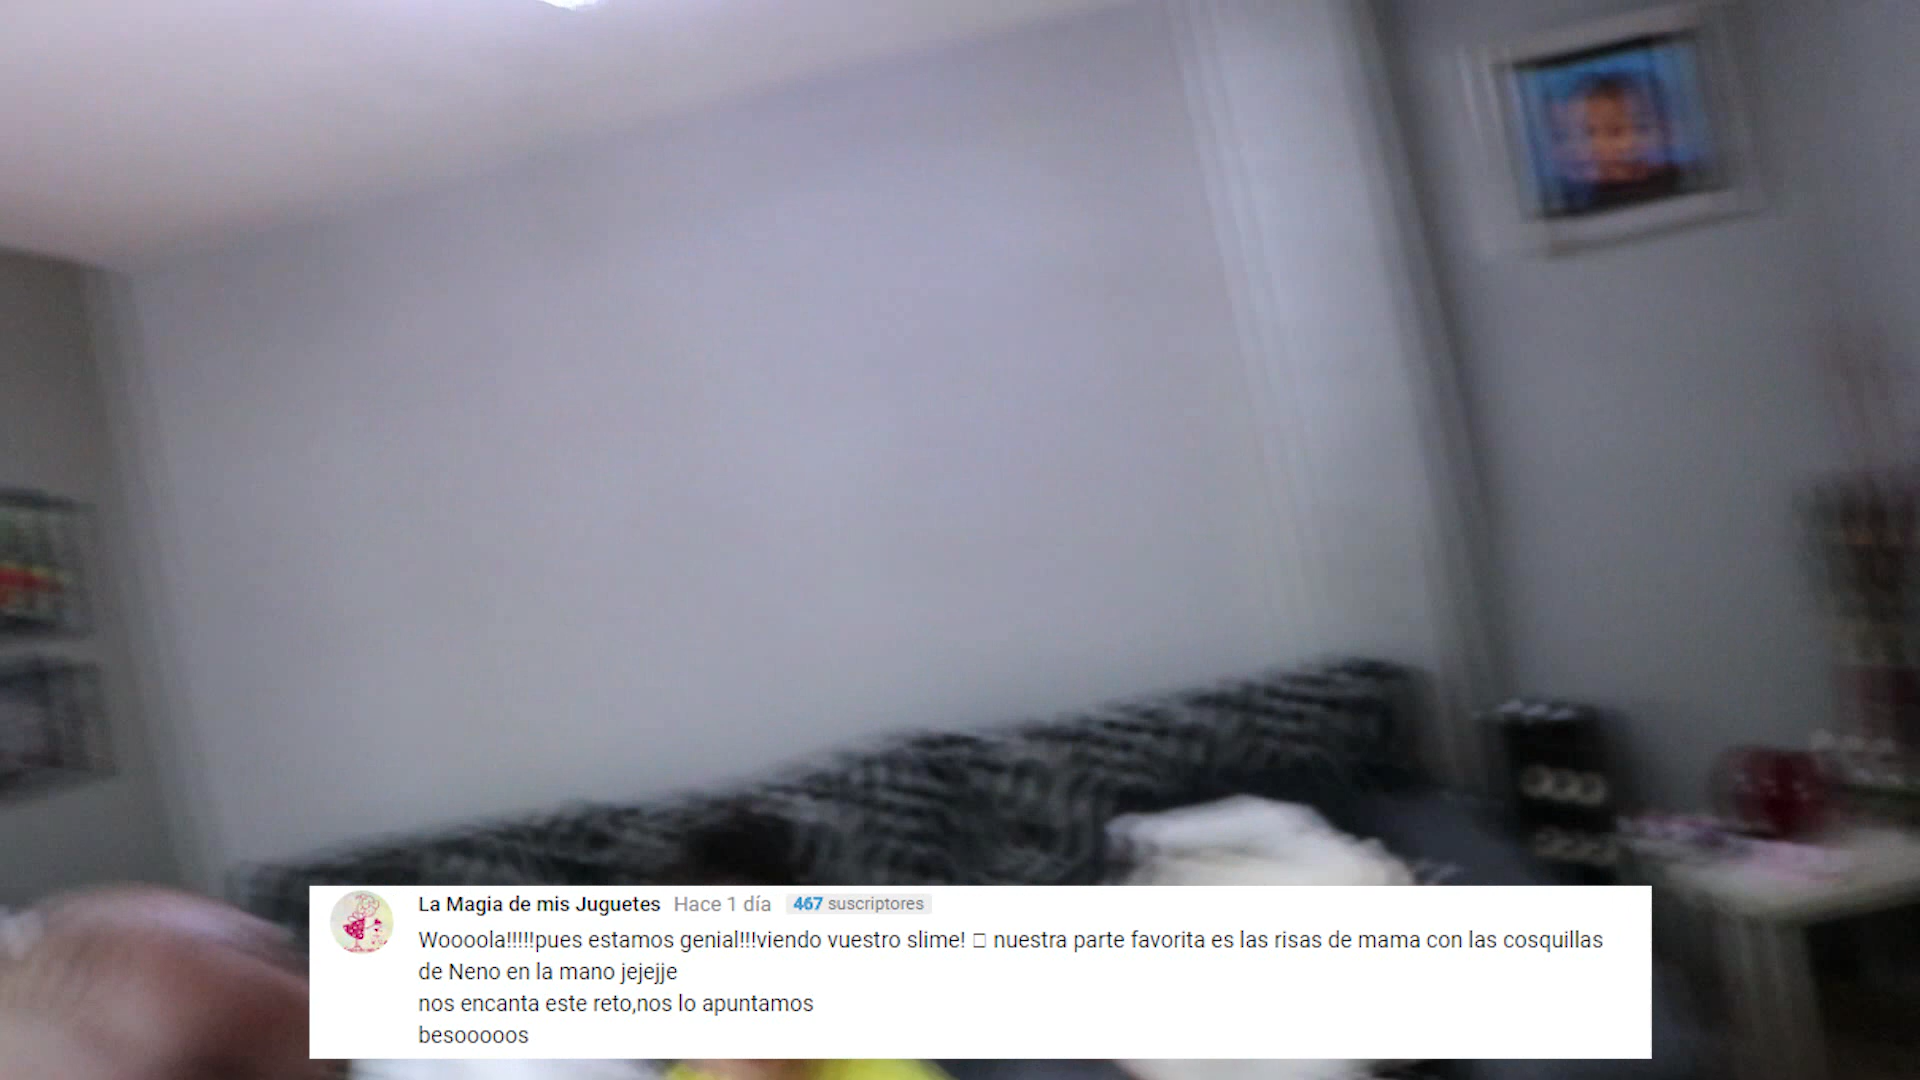 La Magia de mis Juguetes Hace 1 día 467 suscriptores
Woooola!!!!!pues estamos genial!!!viendo vuestro slime! □ nuestra parte favorita es las risas de mama con las cosquillas
de Neno en la mano jejejje
nos encanta este reto,nos lo apuntamos
besooooos